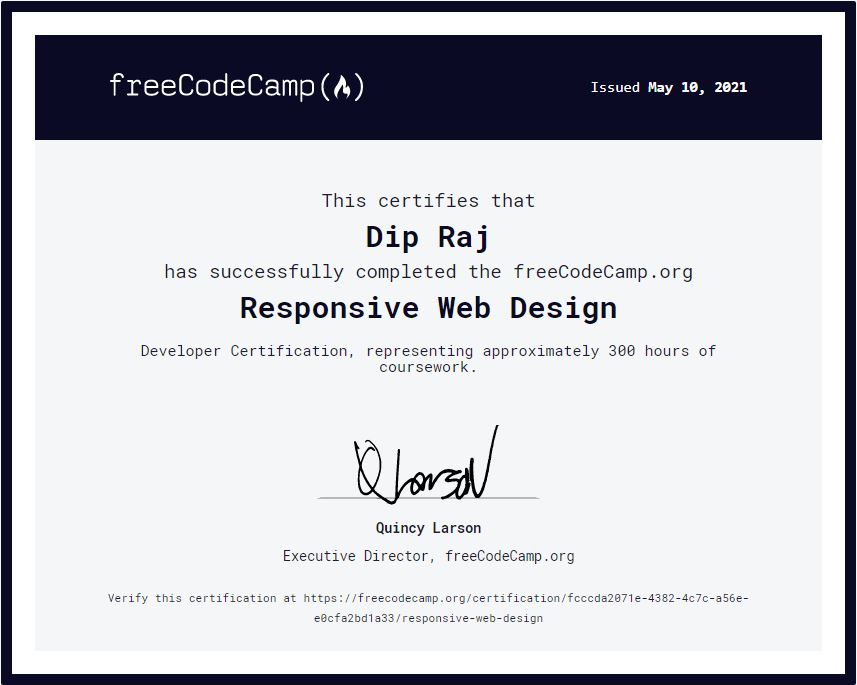 freeCodeCamp(🔥)
Issued May 10, 2021
This certifies that
Dip Raj
has successfully completed the freeCodeCamp.org
Responsive Web Design
Developer Certification, representing approximately 300 hours of
coursework.
Q Larson
Quincy Larson
Executive Director, freeCodeCamp.org
Verify this certification at https://freecodecamp.org/certification/fcccda2071e-4382-4c7c-a56e-
e0cfa2bd1a33/responsive-web-design